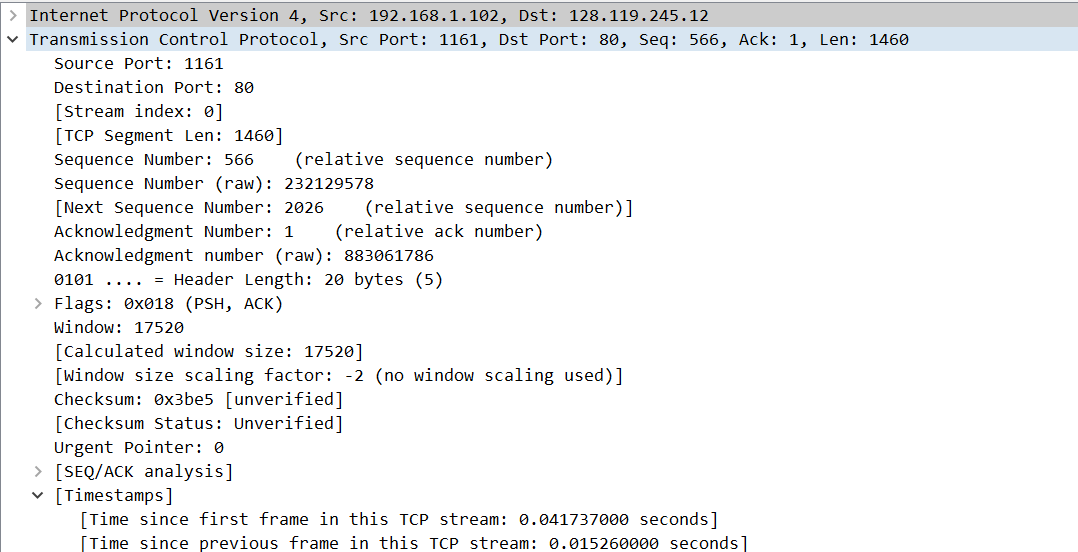 Internet Protocol Version 4, Src: 192.168.1.102, Dst: 128.119.245.12
Transmission Control Protocol, Src Port: 1161, Dst Port: 80, Seq: 566, Ack: 1, Len: 1460
Source Port: 1161
Destination Port: 80
[Stream index: 0]
[TCP Segment Len: 1460]
Sequence Number: 566    (relative sequence number)
Sequence Number (raw): 232129578
[Next Sequence Number: 2026    (relative sequence number)]
Acknowledgment Number: 1    (relative ack number)
Acknowledgment number (raw): 883061786
0101 .... = Header Length: 20 bytes (5)
Flags: 0x018 (PSH, ACK)
Window: 17520
[Calculated window size: 17520]
[Window size scaling factor: -2 (no window scaling used)]
Checksum: 0x3be5 [unverified]
[Checksum Status: Unverified]
Urgent Pointer: 0
[SEQ/ACK analysis]
[Timestamps]
[Time since first frame in this TCP stream: 0.041737000 seconds]
[Time since previous frame in this TCP stream: 0.015260000 seconds]